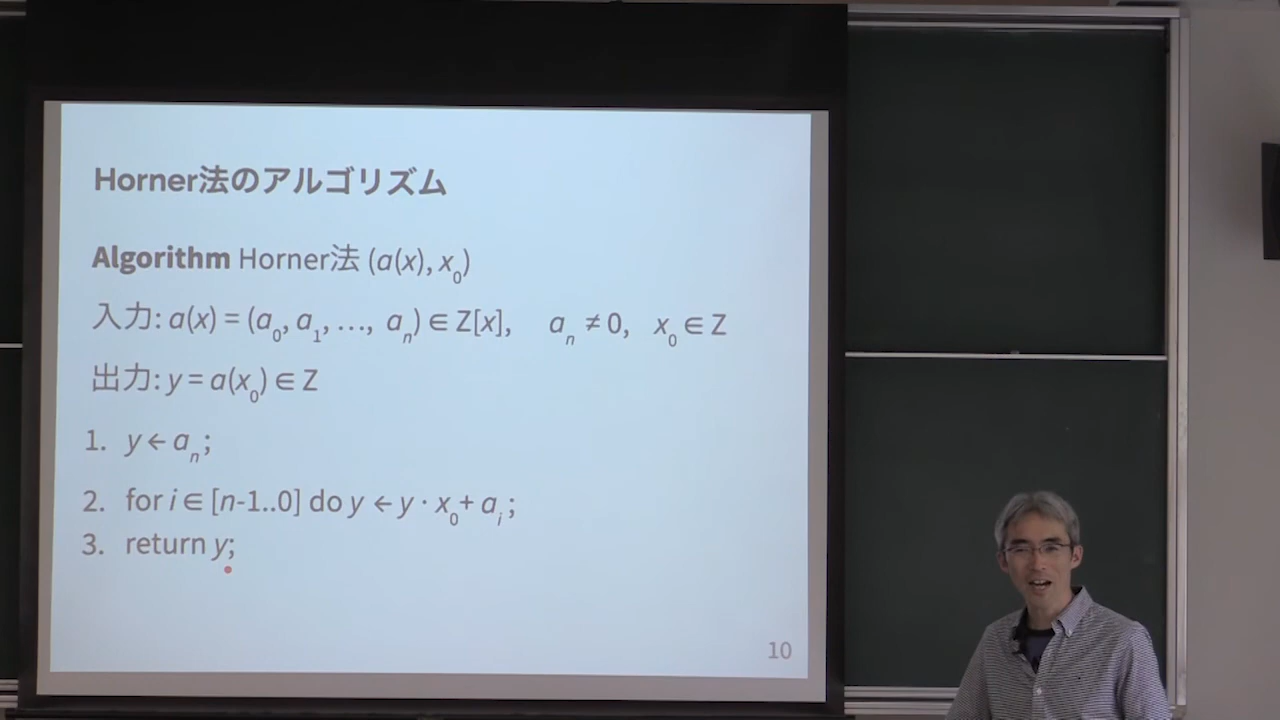 Horner法のアルゴリズム
Algorithm Horner法 (a(x), x₀)
入力: a(x) = (a₀, a₁, …, aₙ) ∈ Z[x], aₙ ≠ 0, x₀ ∈ Z
出力: y = a(x₀) ∈ Z
1. y ← aₙ ;
2. for i ∈ [n-1..0] do y ← y · x₀ + aᵢ ;
3. return y;
10